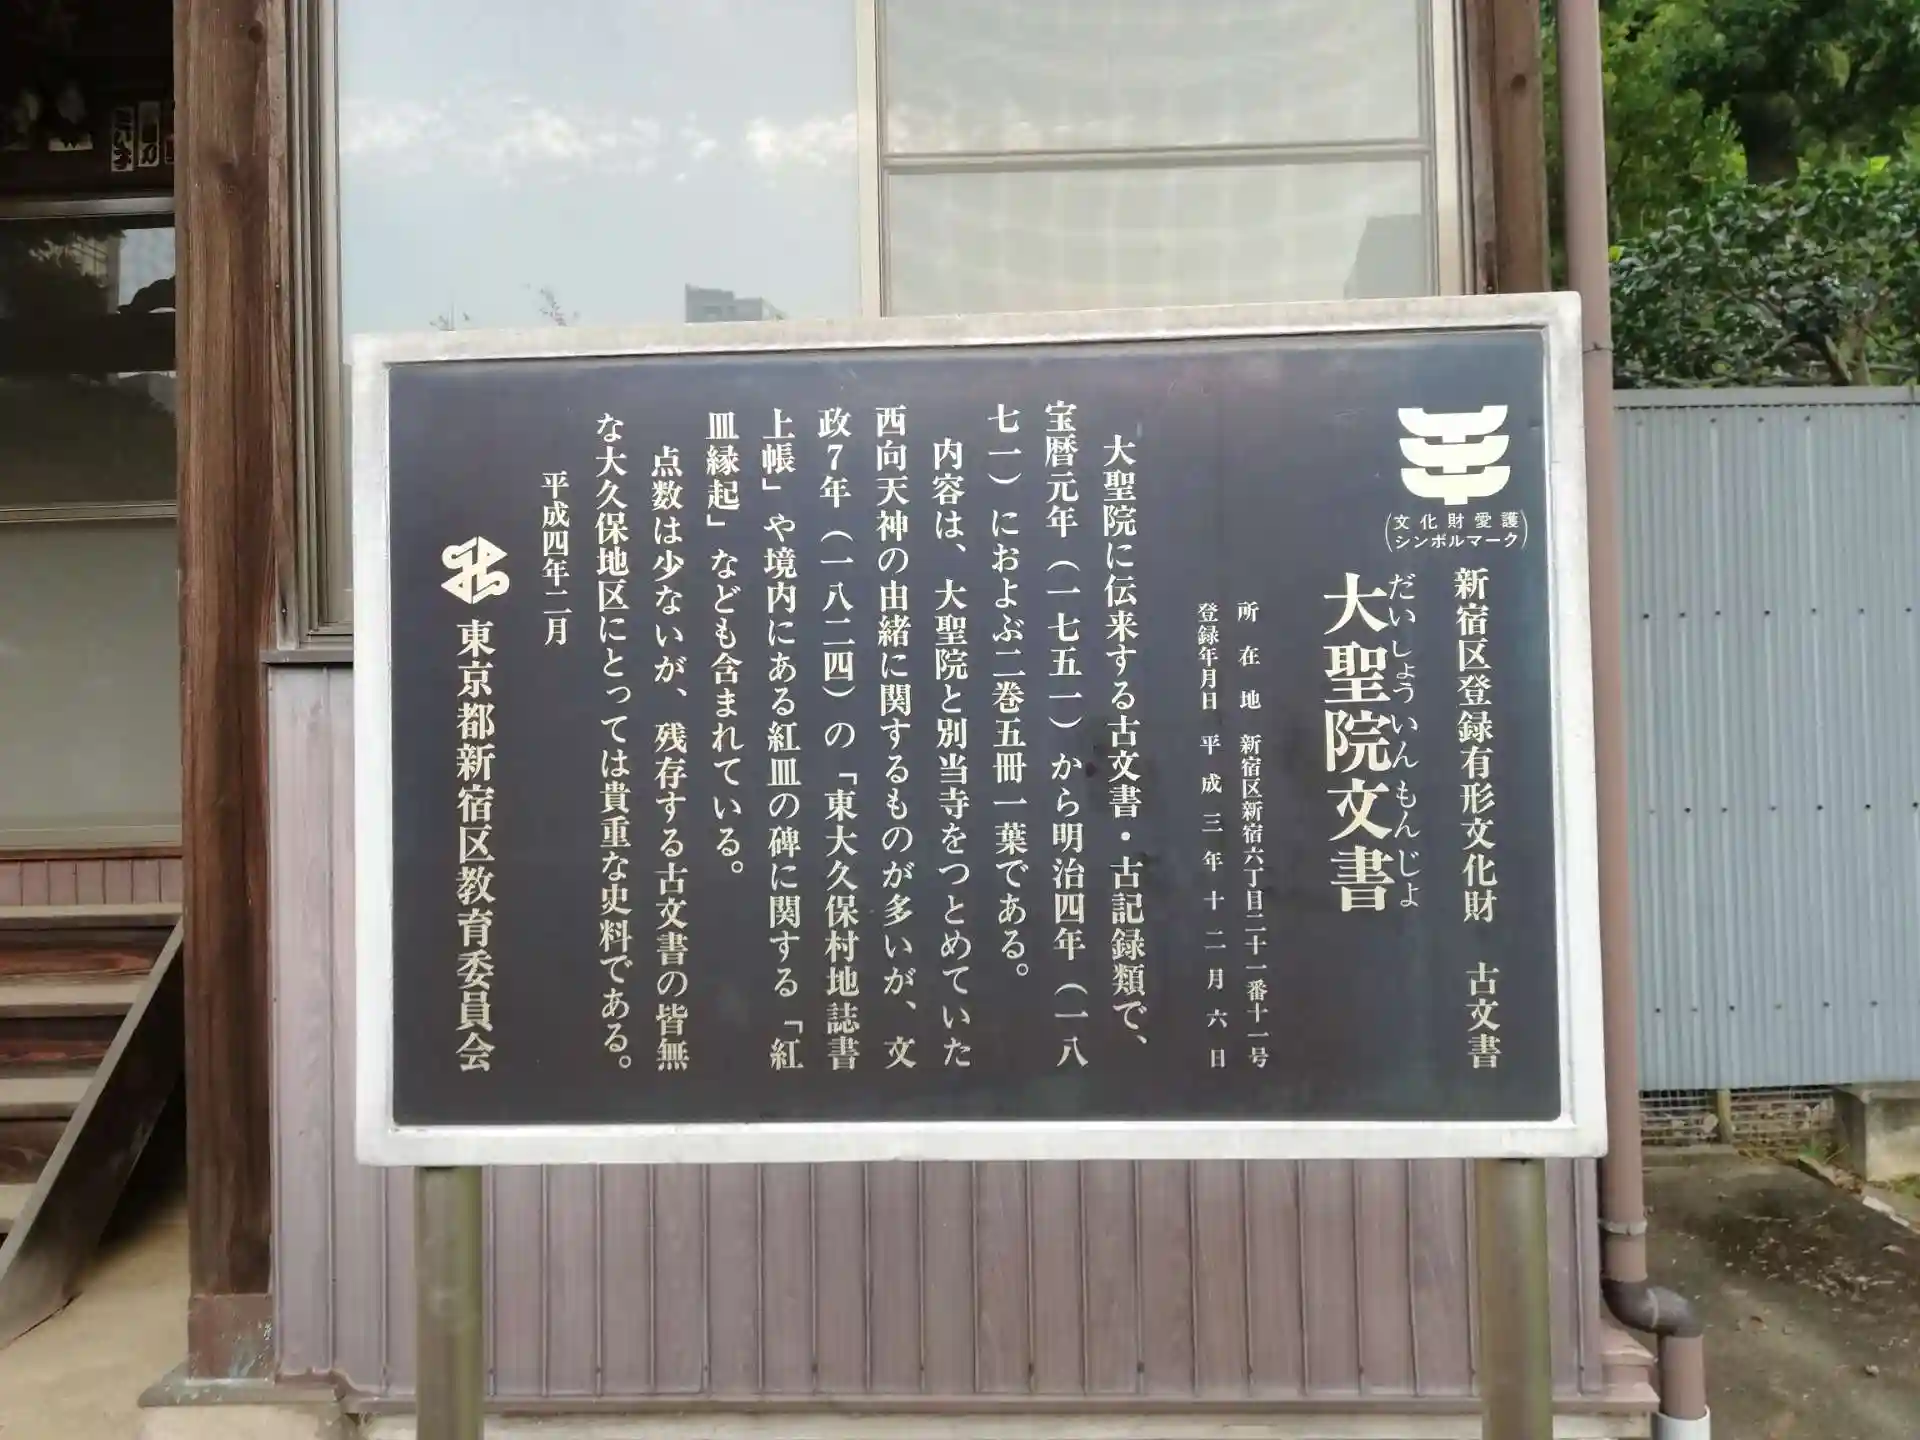 (文化財愛護
シンボルマーク)
新宿区登録有形文化財 古文書
だいしょういんもんじょ
大聖院文書
所在地 新宿区新宿六丁目二十一番十一号
登録年月日 平成三年十二月六日
大聖院に伝来する古文書・古記録類で、
宝暦元年（一七五一）から明治四年（一八
七一）におよぶ二巻五冊一葉である。
内容は、大聖院と別当寺をつとめていた
西向天神の由緒に関するものが多いが、文
政7年（一八二四）の「東大久保村地誌書
上帳」や境内にある紅皿の碑に関する「紅
皿縁起」なども含まれている。
点数は少ないが、残存する古文書の皆無
な大久保地区にとっては貴重な史料である。
平成四年二月
東京都新宿区教育委員会